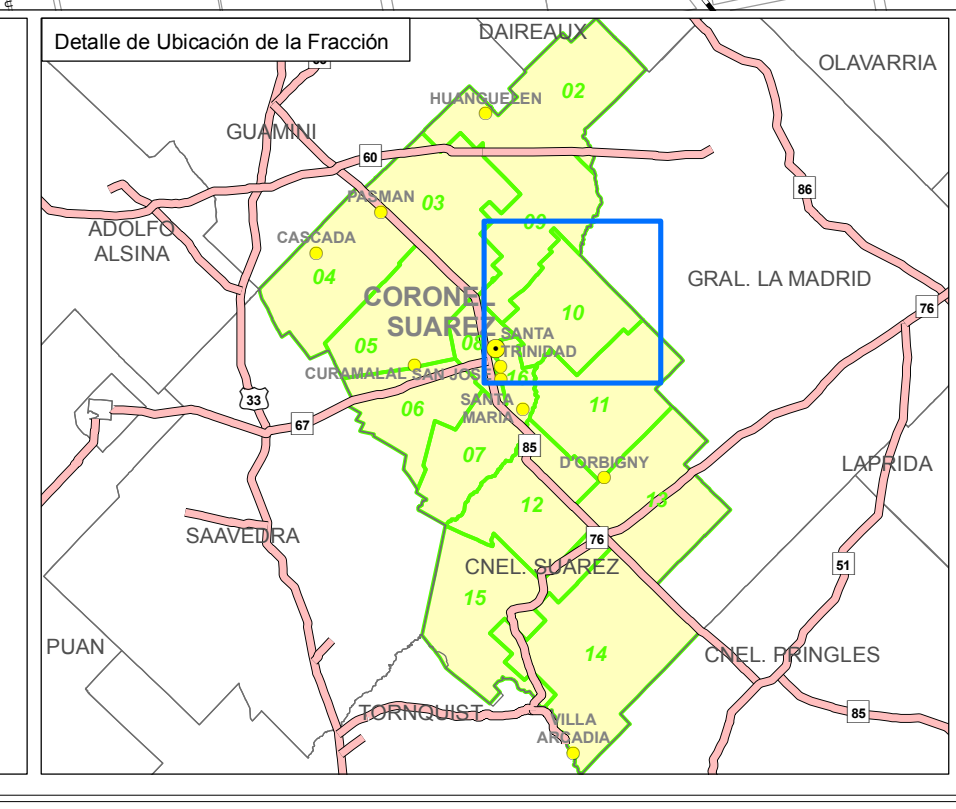 Detalle de Ubicación de la Fracción
DAIREAUX
OLAVARRIA
02
HUANGUELEN
GUAMINI
60
86
PASMAN
03
ADOLFO
ALSINA
CASCADA
09
04
GRAL. LA MADRID
CORONEL
SUAREZ
10
76
SANTA
TRINIDAD
08
05
CURAMALAL
SAN JOSE
16
33
06
SANTA
MARIA
11
67
85
07
D'ORBIGNY
LAPRIDA
12
13
SAAVEDRA
76
CNEL. SUAREZ
51
15
PUAN
14
CNEL. PRINGLES
TORNQUIST
VILLA
ARCADIA
85